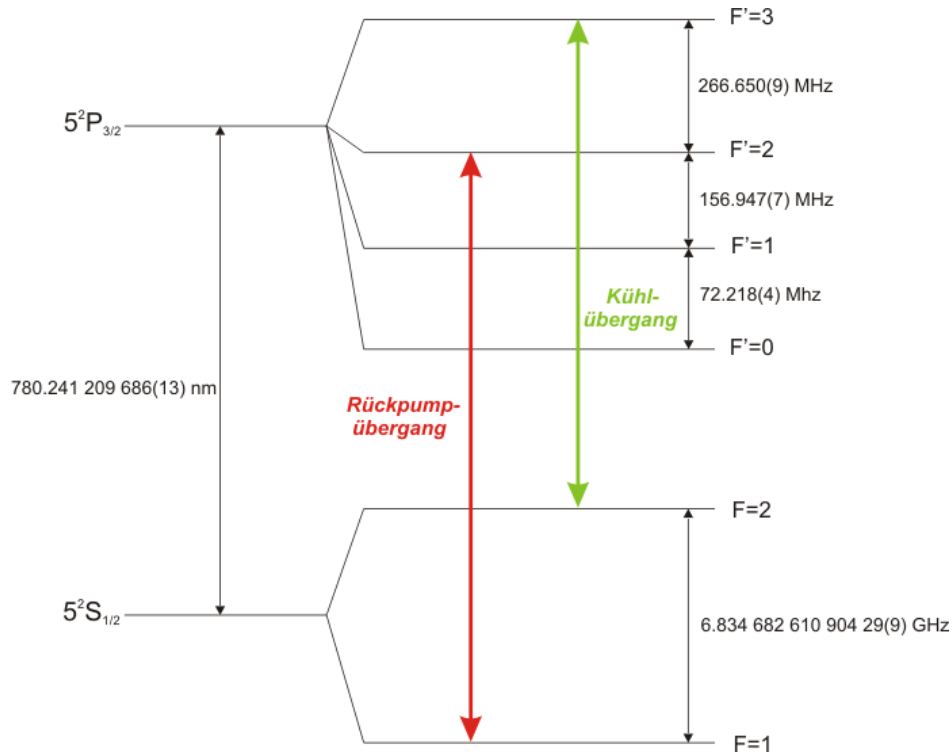 F'=3
266.650(9) MHz
5²P₃/₂
F'=2
156.947(7) MHz
F'=1
Kühl-
übergang
72.218(4) Mhz
F'=0
780.241 209 686(13) nm
Rückpump-
übergang
F=2
5²S₁/₂
6.834 682 610 904 29(9) GHz
F=1